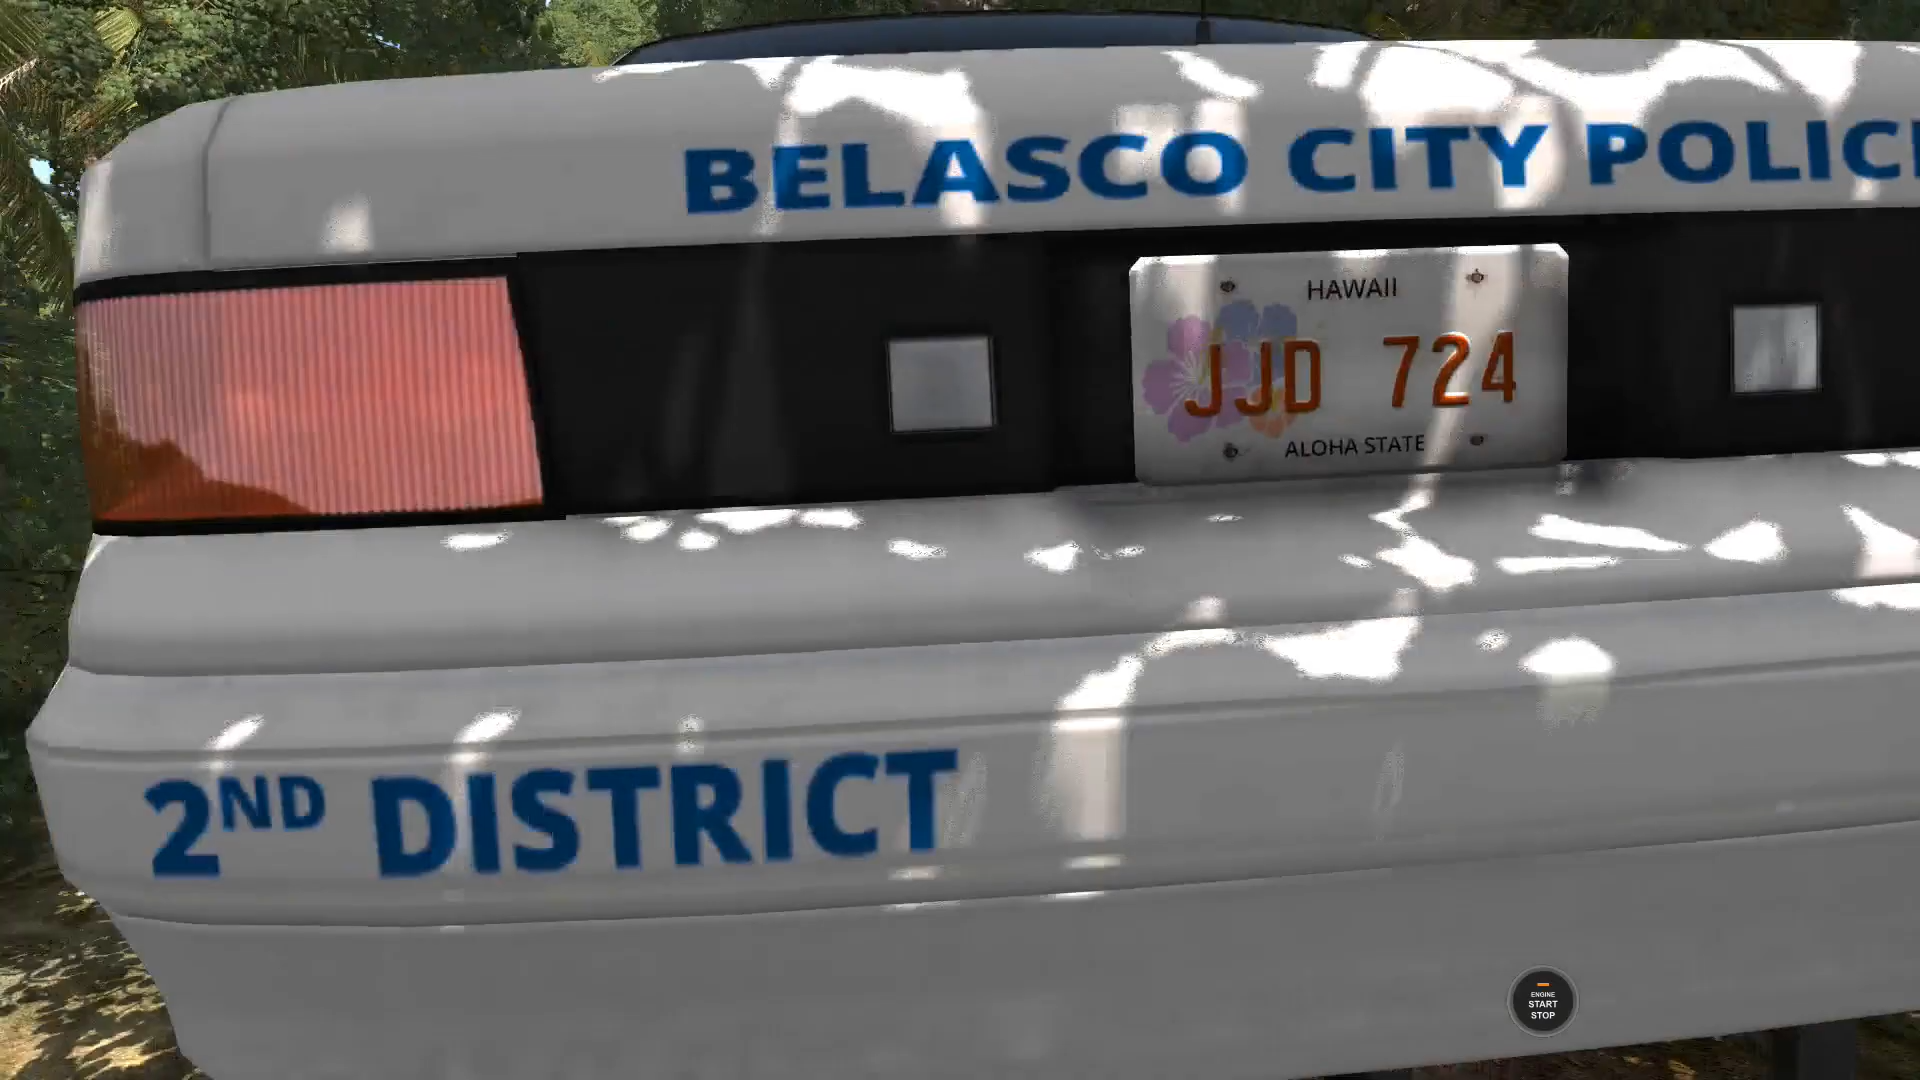 BELASCO CITY POLIC
HAWAII
JJD 724
ALOHA STATE
2ND DISTRICT
ENGINE
START
STOP